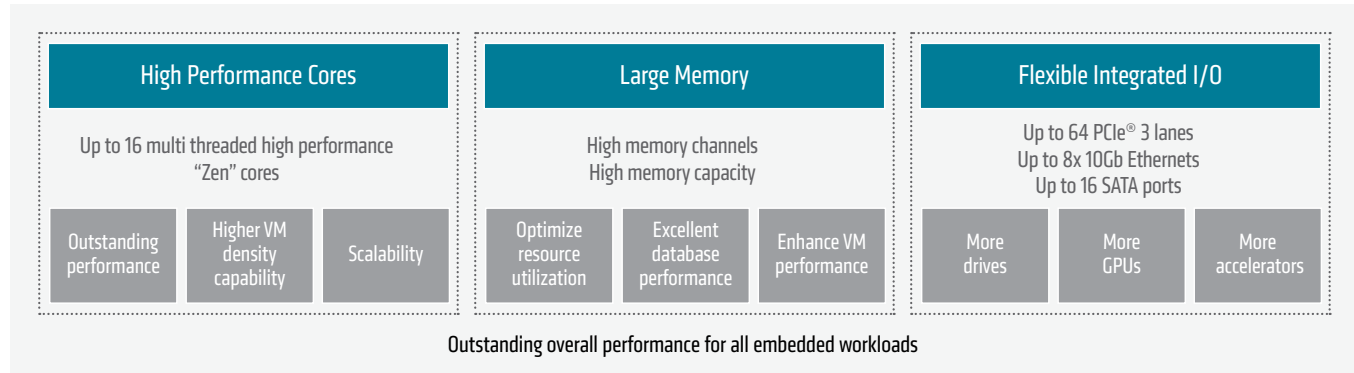 High Performance Cores
Up to 16 multi threaded high performance
“Zen” cores
Outstanding
performance
Higher VM
density
capability
Scalability
Large Memory
High memory channels
High memory capacity
Optimize
resource
utilization
Excellent
database
performance
Enhance VM
performance
Flexible Integrated I/O
Up to 64 PCIe® 3 lanes
Up to 8x 10Gb Ethernets
Up to 16 SATA ports
More
drives
More
GPUs
More
accelerators
Outstanding overall performance for all embedded workloads